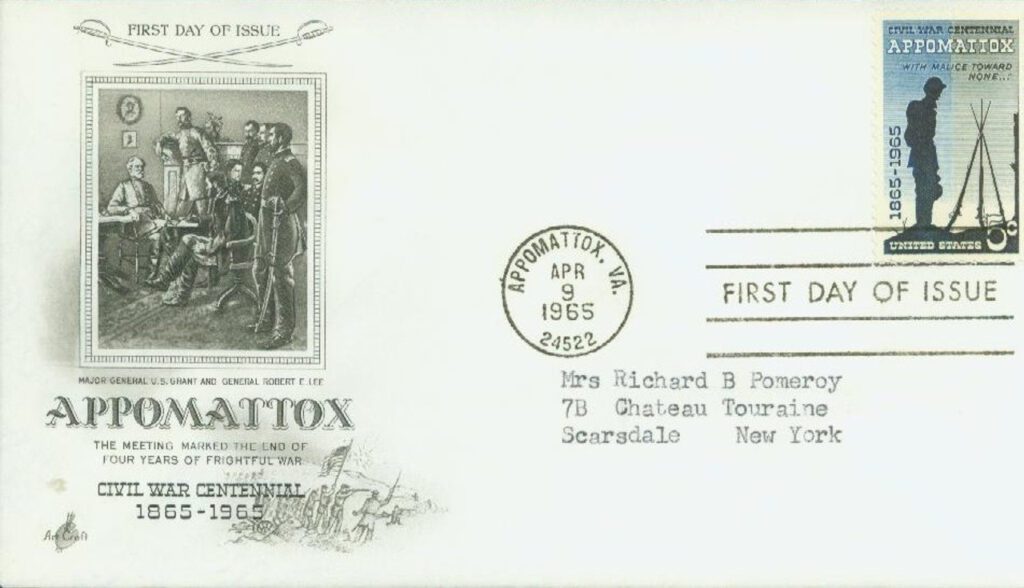 FIRST DAY OF ISSUE
MAJOR GENERAL U.S. GRANT AND GENERAL ROBERT E. LEE
APPOMATTOX
THE MEETING MARKED THE END OF
FOUR YEARS OF FRIGHTFUL WAR
CIVIL WAR CENTENNIAL
1865-1965
Art Craft
APPOMATTOX, VA.
APR
9
1965
24522
CIVIL WAR CENTENNIAL
APPOMATTOX
WITH MALICE TOWARD
NONE..."
1865-1965
UNITED STATES 5c
FIRST DAY OF ISSUE
Mrs Richard B Pomeroy
7B Chateau Touraine
Scarsdale New York